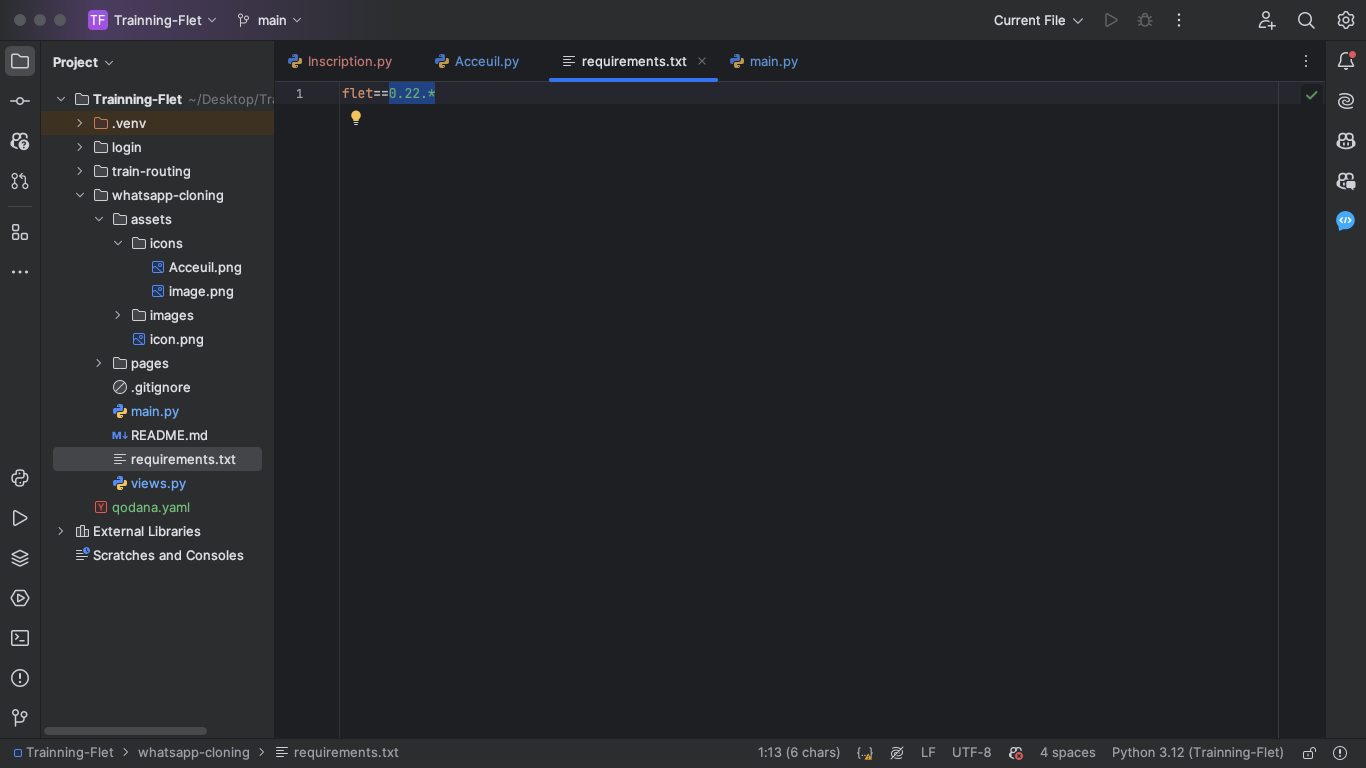 TF Trainning-Flet main Current File
Project
Inscription.py Acceuil.py requirements.txt main.py
1 flet==0.22.*
Trainning-Flet ~/Desktop/Tra
.venv
login
train-routing
whatsapp-cloning
assets
icons
Acceuil.png
image.png
images
icon.png
pages
.gitignore
main.py
M↓ README.md
requirements.txt
views.py
Y qodana.yaml
External Libraries
Scratches and Consoles
Trainning-Flet whatsapp-cloning requirements.txt 1:13 (6 chars) {..} LF UTF-8 4 spaces Python 3.12 (Trainning-Flet)